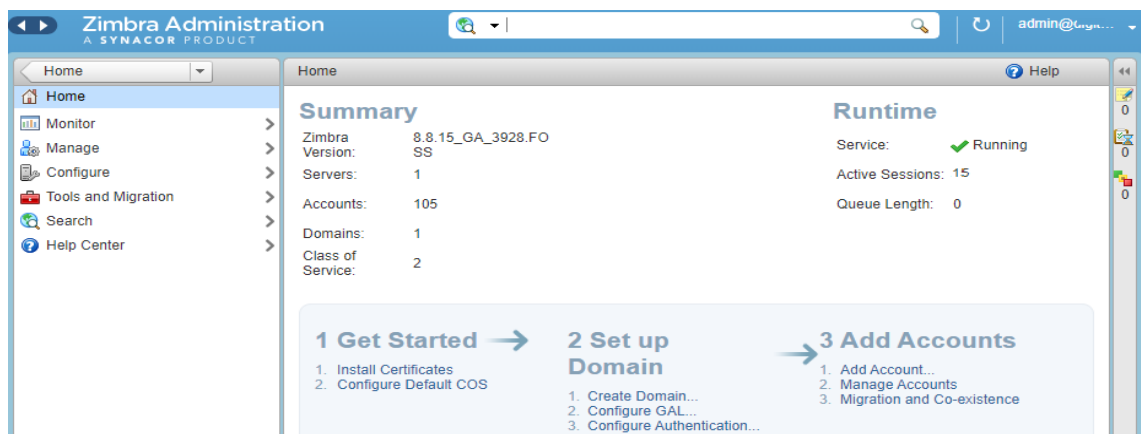 Zimbra Administration
A SYNACOR PRODUCT
admin@
Home
Home
Help
Home
Monitor
Manage
Configure
Tools and Migration
Search
Help Center
Summary
Zimbra Version: 8.8.15_GA_3928.FOSS
Servers: 1
Accounts: 105
Domains: 1
Class of Service: 2
Runtime
Service: Running
Active Sessions: 15
Queue Length: 0
0
0
0
1 Get Started
1. Install Certificates
2. Configure Default COS
2 Set up
Domain
1. Create Domain...
2. Configure GAL...
3. Configure Authentication...
3 Add Accounts
1. Add Account...
2. Manage Accounts
3. Migration and Co-existence